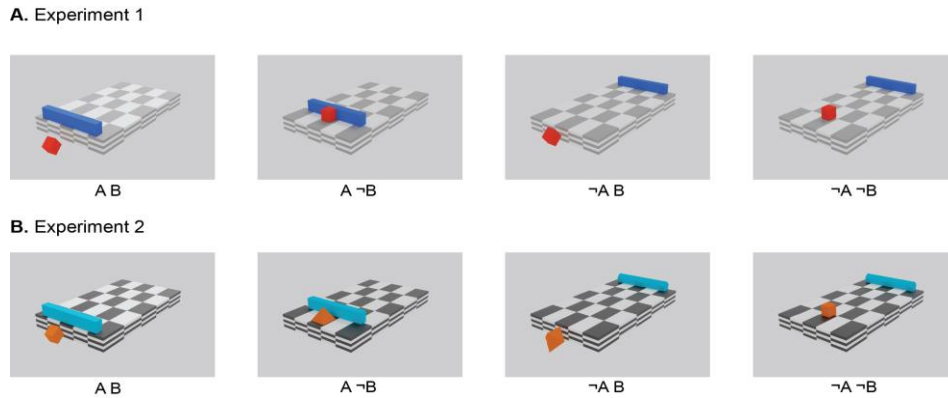 A. Experiment 1
A B
A ¬B
¬A B
¬A ¬B
B. Experiment 2
A B
A ¬B
¬A B
¬A ¬B